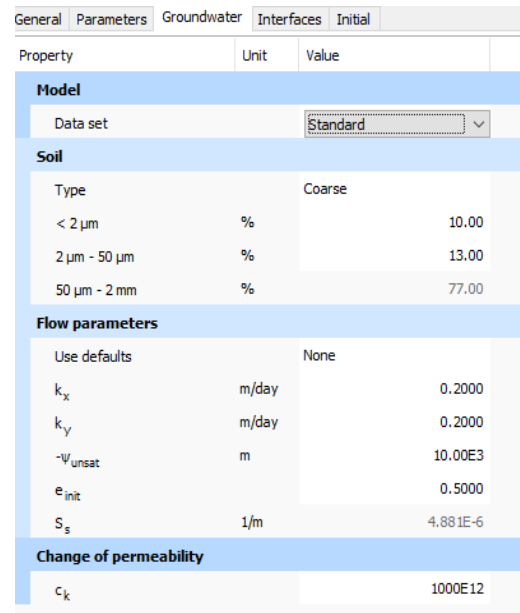 General Parameters Groundwater Interfaces Initial
Property Unit Value
Model
Data set Standard
Soil
Type Coarse
< 2 μm % 10.00
2 μm - 50 μm % 13.00
50 μm - 2 mm % 77.00
Flow parameters
Use defaults None
kx m/day 0.2000
ky m/day 0.2000
-ψunsat m 10.00E3
einit 0.5000
Ss 1/m 4.881E-6
Change of permeability
ck 1000E12